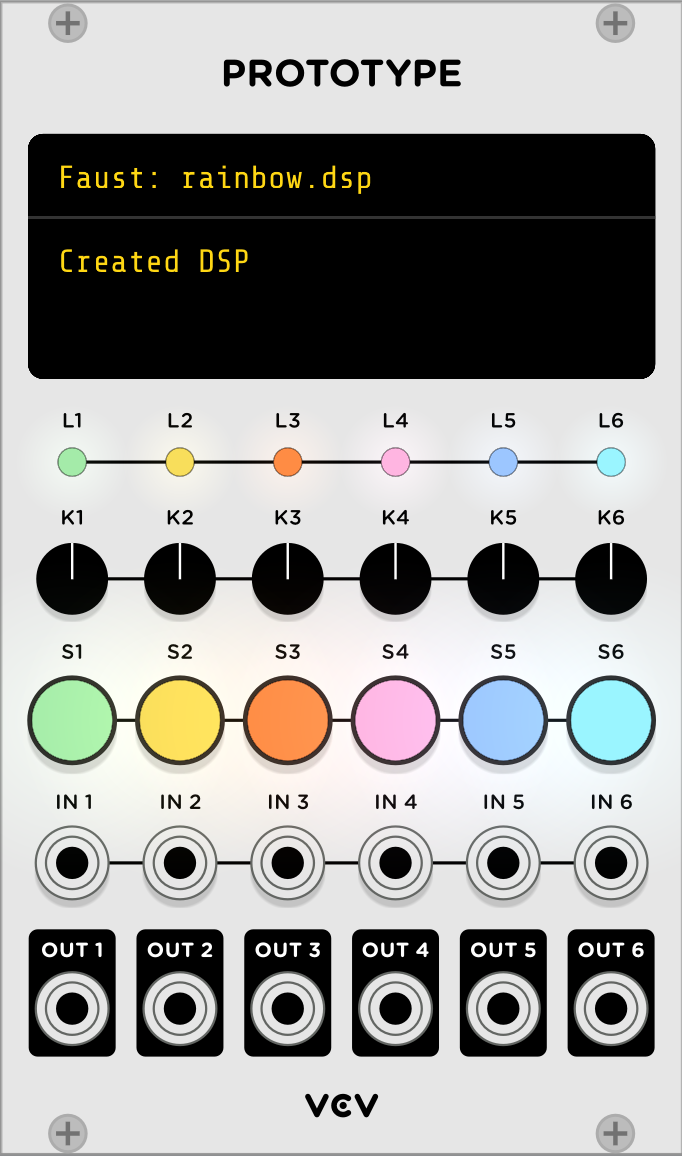 PROTOTYPE
Faust: rainbow.dsp
Created DSP
L1 L2 L3 L4 L5 L6
K1 K2 K3 K4 K5 K6
S1 S2 S3 S4 S5 S6
IN 1 IN 2 IN 3 IN 4 IN 5 IN 6
OUT 1 OUT 2 OUT 3 OUT 4 OUT 5 OUT 6
VCV